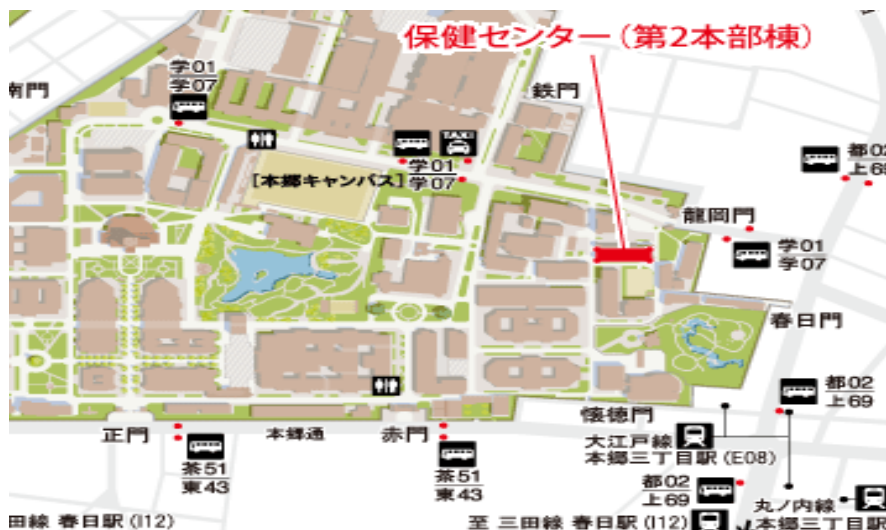 保健センター（第2本部棟）
学01
学07
南門
鉄門
TAXI
学01
学07
[本郷キャンパス]
都02
上69
龍岡門
学01
学07
春日門
都02
上69
懐徳門
正門
本郷通
赤門
大江戸線
本郷三丁目駅(E08)
茶51
東43
茶51
東43
都02
上69
丸ノ内線
本郷三丁目駅
田線 春日駅(I12)
至 三田線 春日駅(I12)